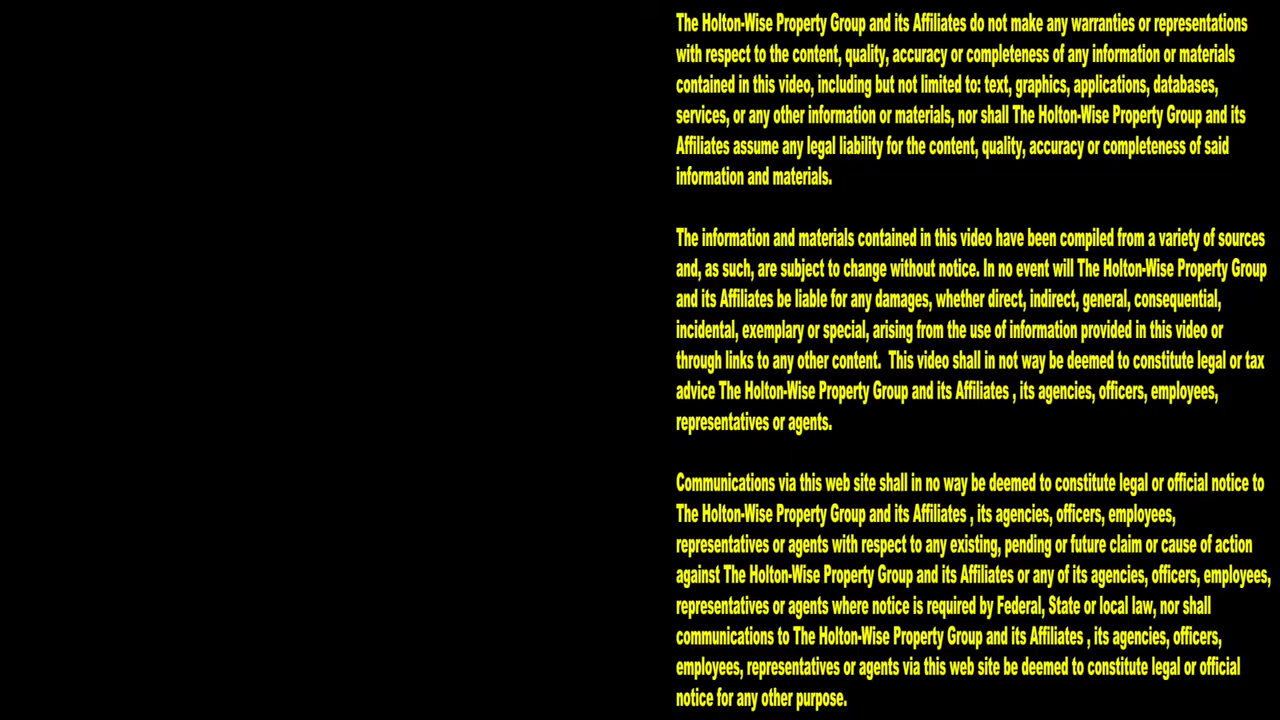 The Holton-Wise Property Group and its Affiliates do not make any warranties or representations
with respect to the content, quality, accuracy or completeness of any information or materials
contained in this video, including but not limited to: text, graphics, applications, databases,
services, or any other information or materials, nor shall The Holton-Wise Property Group and its
Affiliates assume any legal liability for the content, quality, accuracy or completeness of said
information and materials.
The information and materials contained in this video have been compiled from a variety of sources
and, as such, are subject to change without notice. In no event will The Holton-Wise Property Group
and its Affiliates be liable for any damages, whether direct, indirect, general, consequential,
incidental, exemplary or special, arising from the use of information provided in this video or
through links to any other content.  This video shall in not way be deemed to constitute legal or tax
advice The Holton-Wise Property Group and its Affiliates , its agencies, officers, employees,
representatives or agents.
Communications via this web site shall in no way be deemed to constitute legal or official notice to
The Holton-Wise Property Group and its Affiliates , its agencies, officers, employees,
representatives or agents with respect to any existing, pending or future claim or cause of action
against The Holton-Wise Property Group and its Affiliates or any of its agencies, officers, employees,
representatives or agents where notice is required by Federal, State or local law, nor shall
communications to The Holton-Wise Property Group and its Affiliates , its agencies, officers,
employees, representatives or agents via this web site be deemed to constitute legal or official
notice for any other purpose.